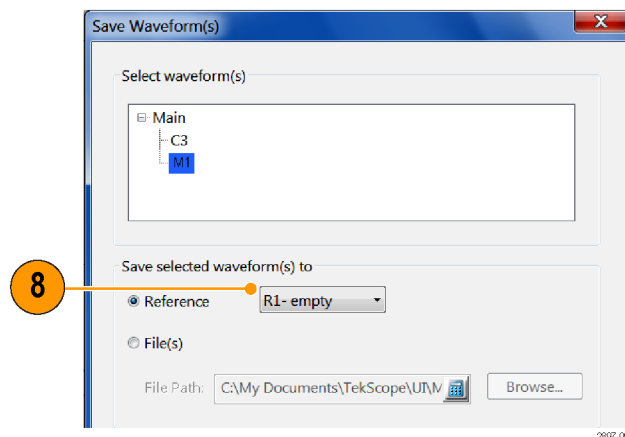 Save Waveform(s)
Select waveform(s)
Main
C3
M1
Save selected waveform(s) to
8
Reference R1- empty
File(s)
File Path: C:\My Documents\TekScope\UI\M Browse...